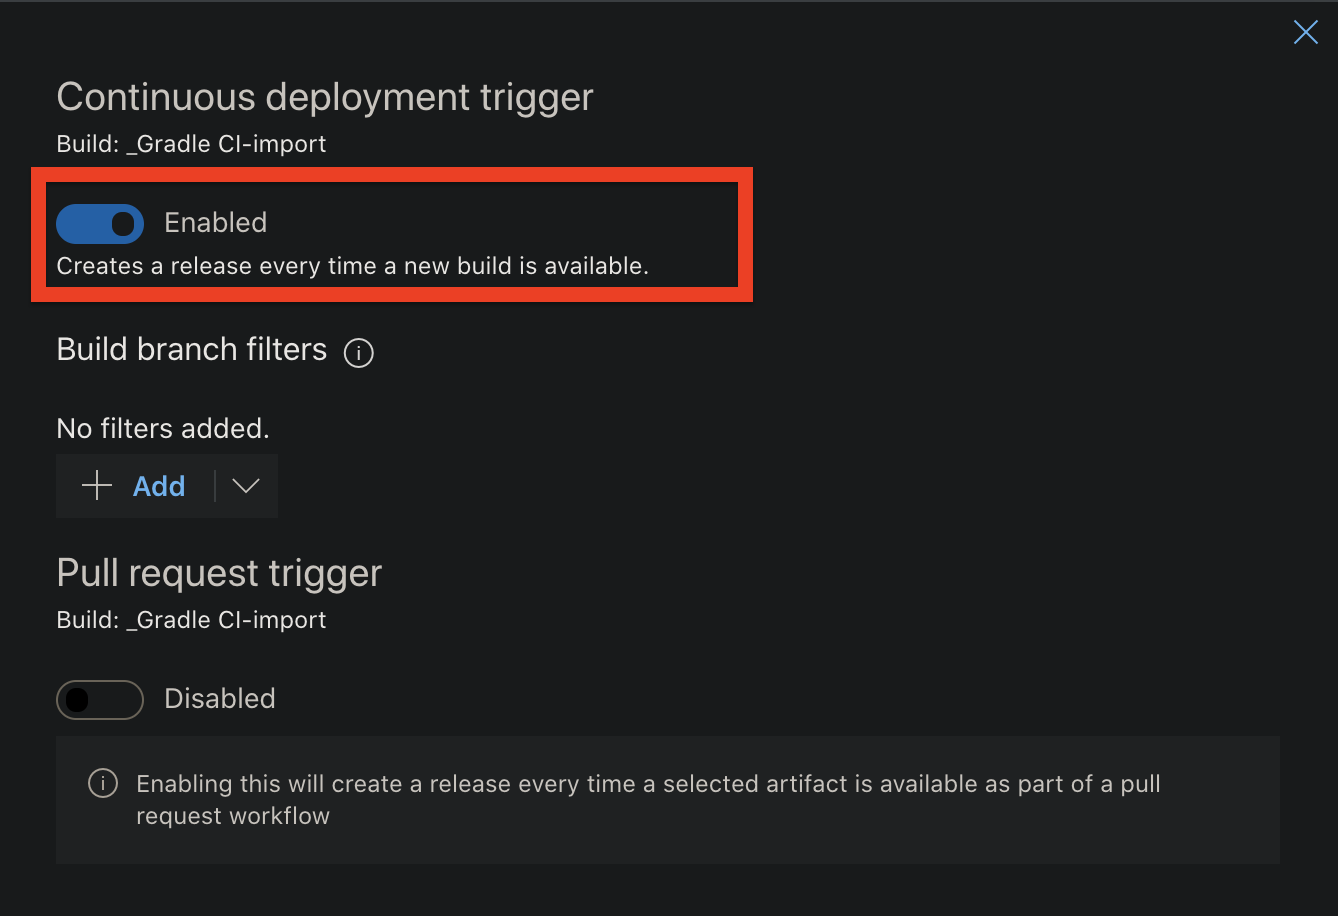 Continuous deployment trigger
Build: _Gradle CI-import
Enabled
Creates a release every time a new build is available.
Build branch filters
No filters added.
Add
Pull request trigger
Build: _Gradle CI-import
Disabled
Enabling this will create a release every time a selected artifact is available as part of a pull
request workflow